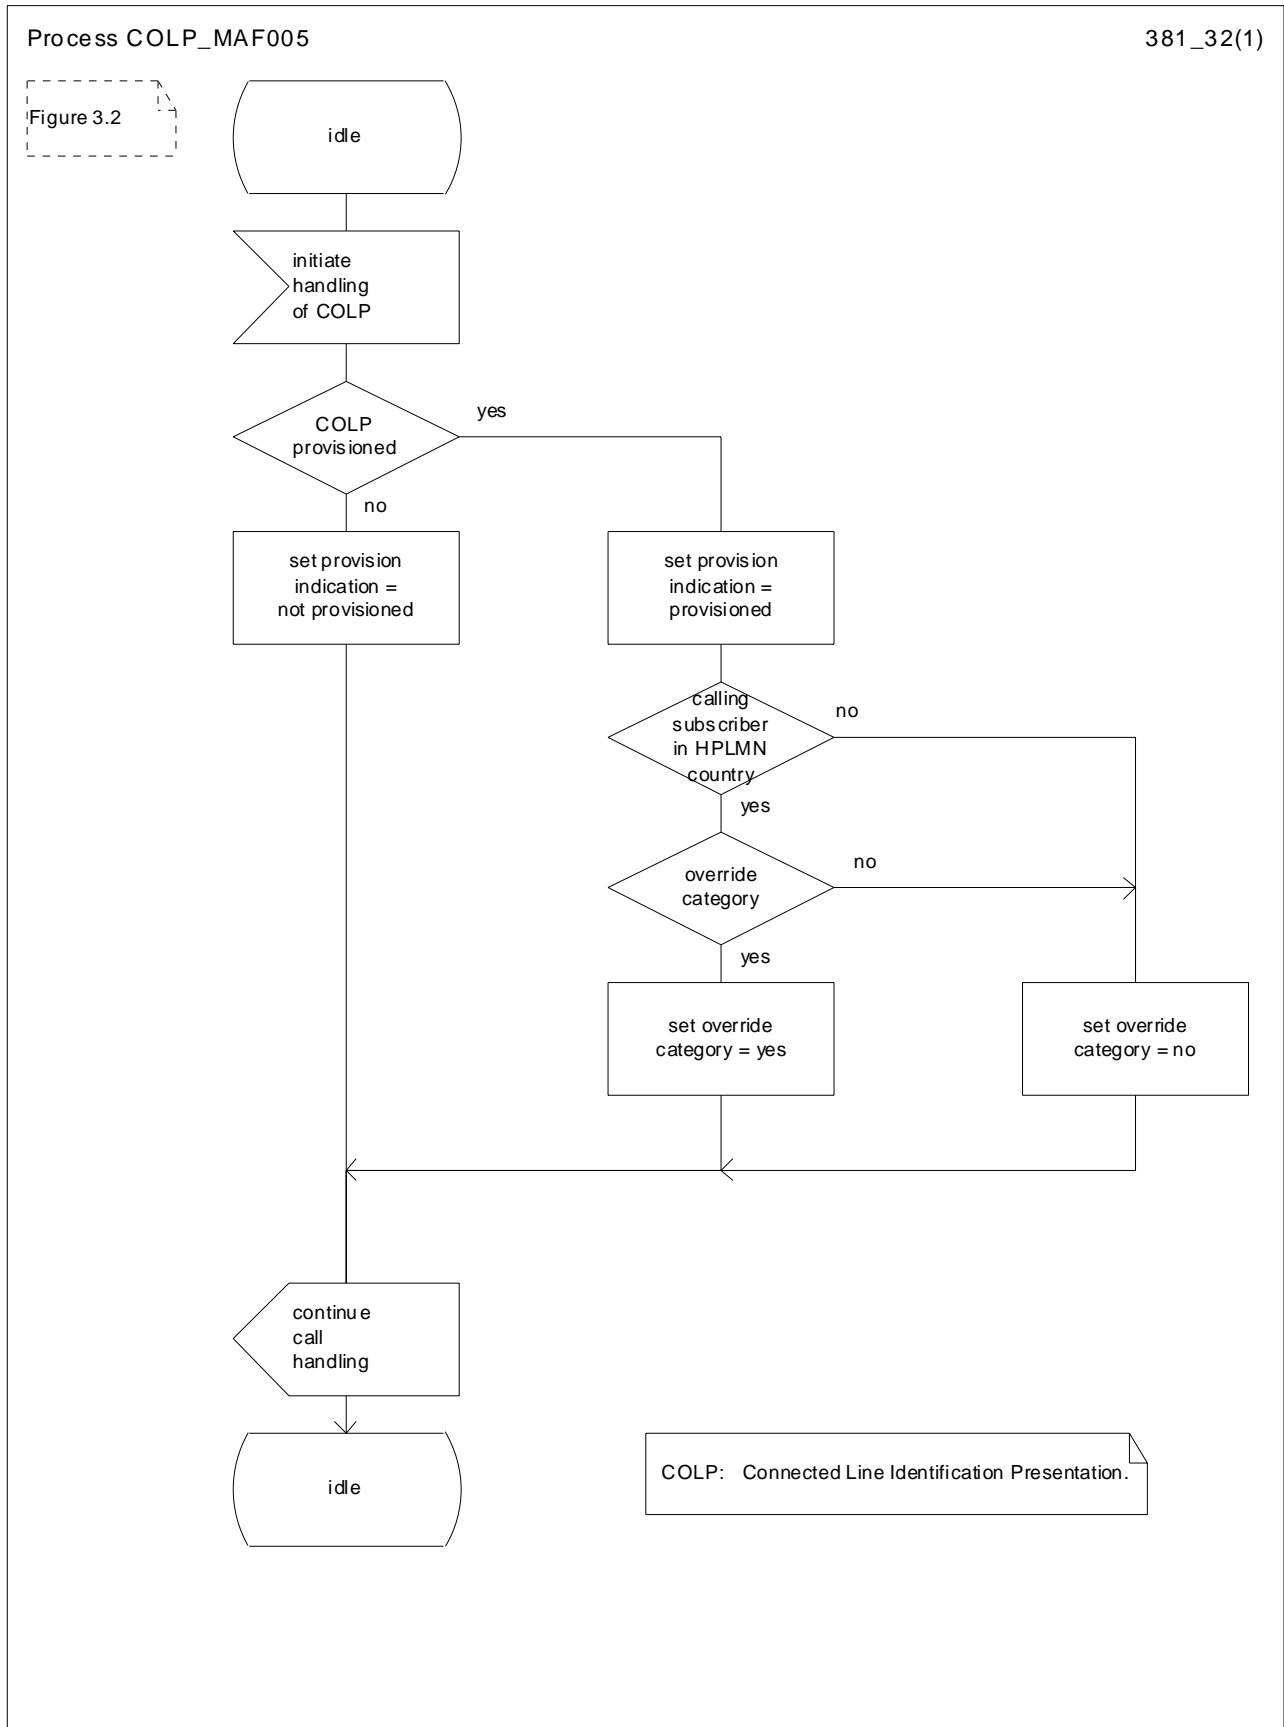 Process COLP_MAF005
381_32(1)
Figure 3.2
idle
initiate
handling
of COLP
COLP
provisioned
yes
no
set provision
indication =
not provisioned
set provision
indication =
provisioned
calling
subscriber
in HPLMN
country
no
yes
override
category
no
yes
set override
category = yes
set override
category = no
continue
call
handling
idle
COLP: Connected Line Identification Presentation.